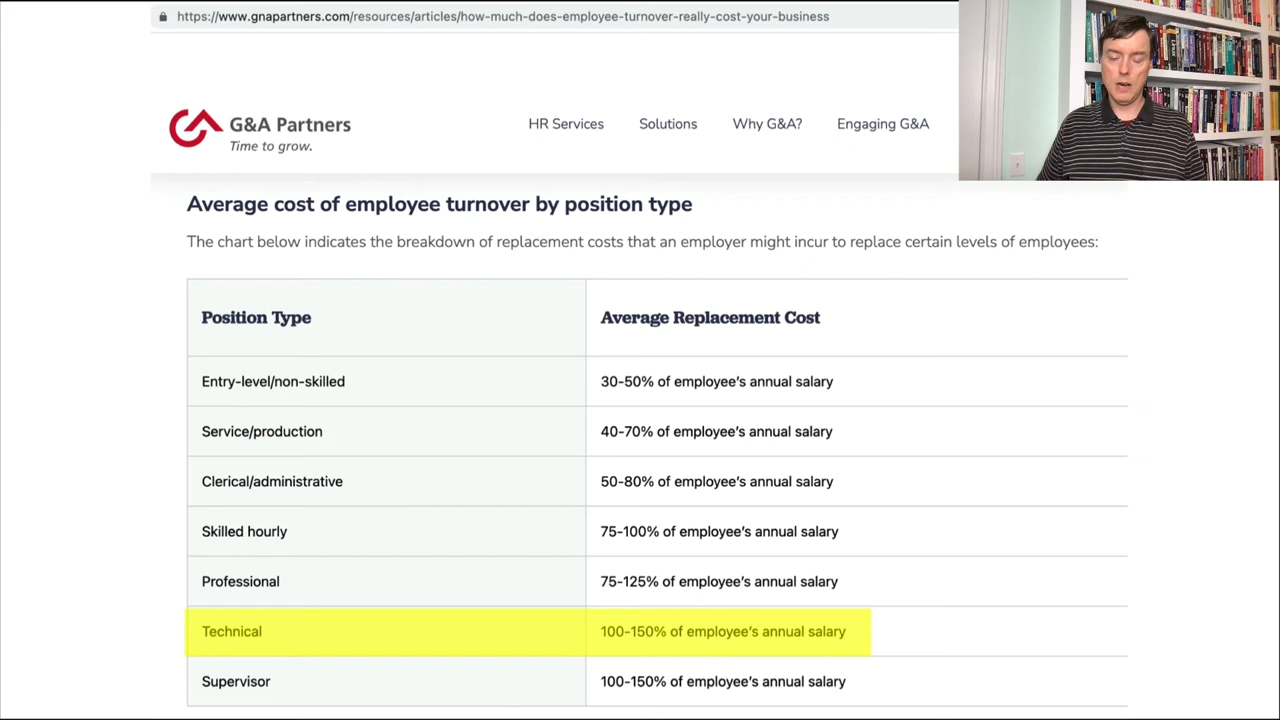 https://www.gnapartners.com/resources/articles/how-much-does-employee-turnover-really-cost-your-business
G&A Partners
Time to grow.
HR Services Solutions Why G&A? Engaging G&A
Average cost of employee turnover by position type
The chart below indicates the breakdown of replacement costs that an employer might incur to replace certain levels of employees:
Position Type Average Replacement Cost
Entry-level/non-skilled 30-50% of employee’s annual salary
Service/production 40-70% of employee’s annual salary
Clerical/administrative 50-80% of employee’s annual salary
Skilled hourly 75-100% of employee’s annual salary
Professional 75-125% of employee’s annual salary
Technical 100-150% of employee’s annual salary
Supervisor 100-150% of employee’s annual salary